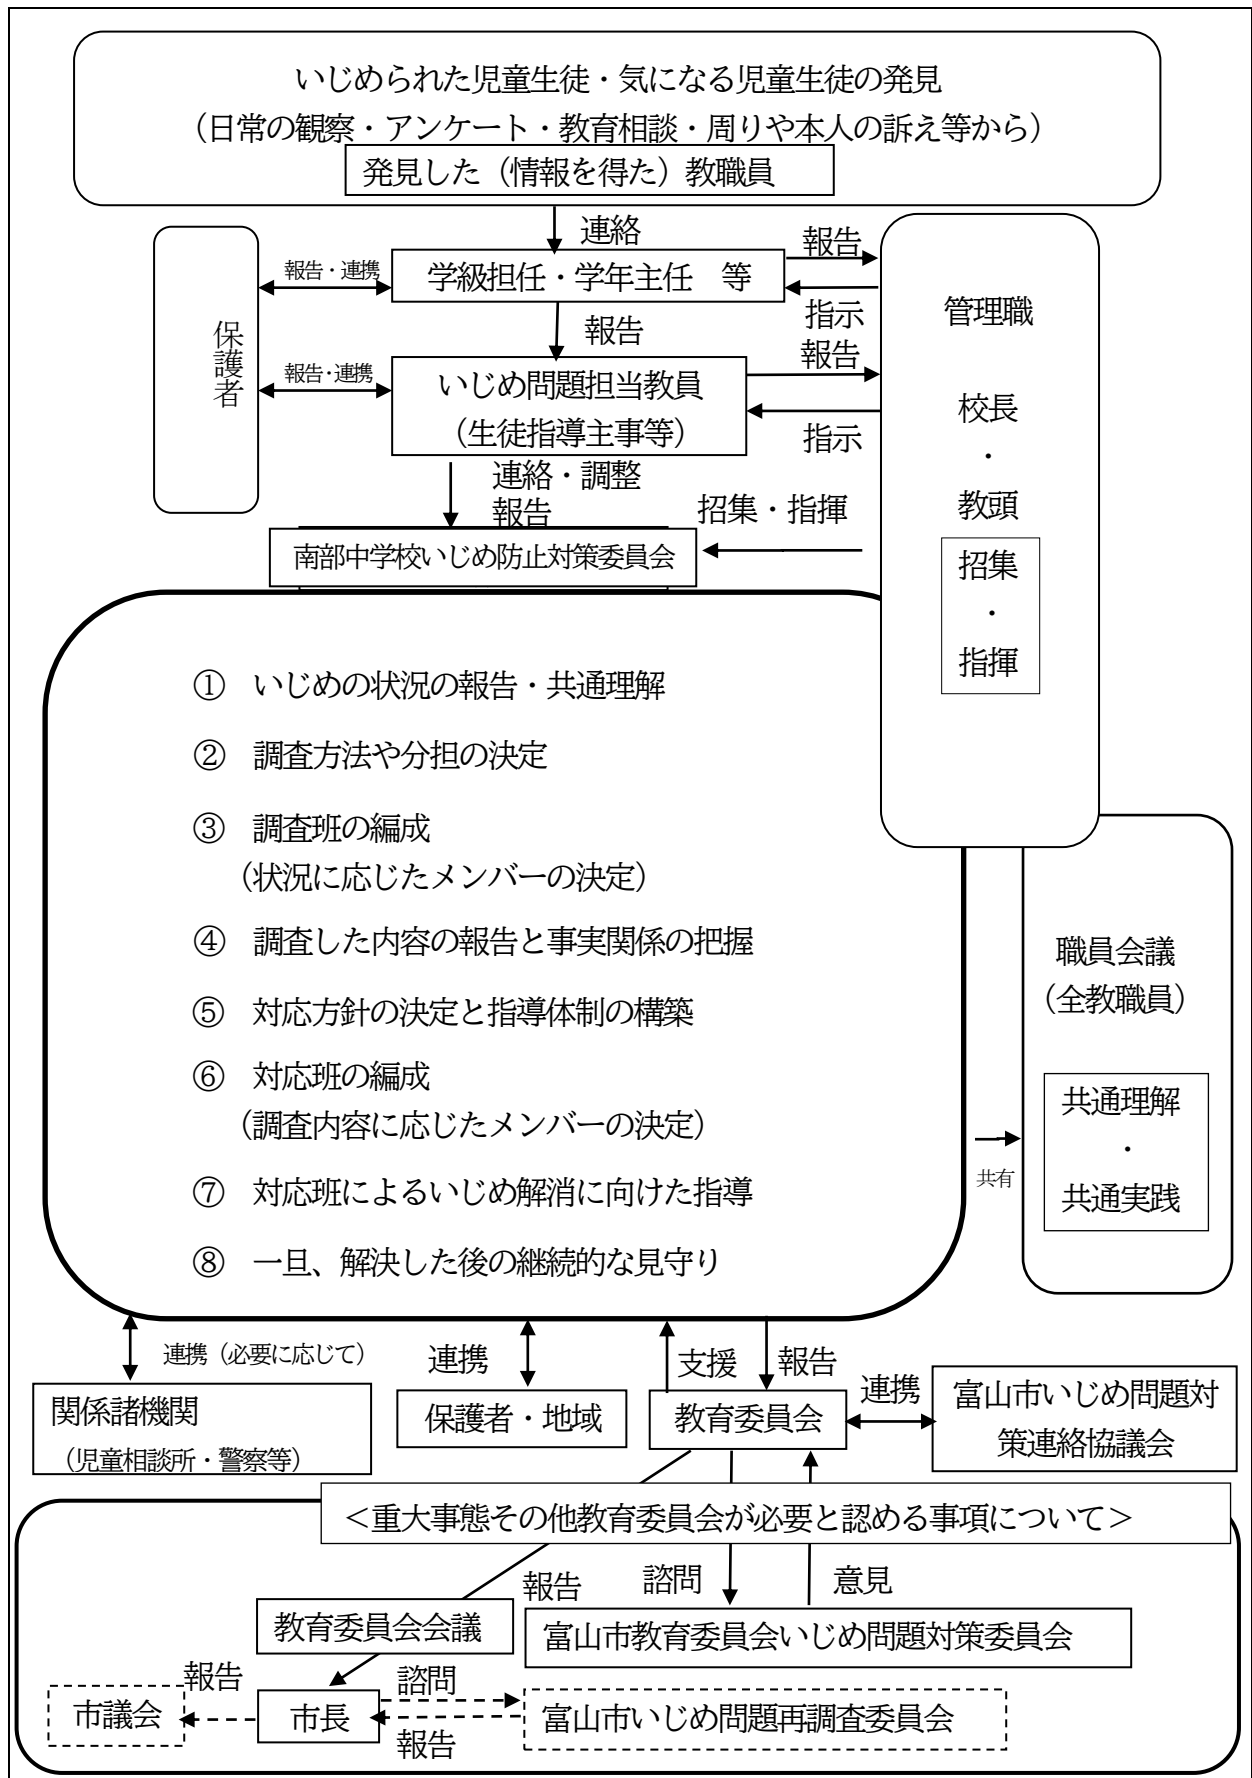 いじめられた児童生徒・気になる児童生徒の発見
（日常の観察・アンケート・教育相談・周りや本人の訴え等から）
発見した（情報を得た）教職員
連絡
報告
報告・連携
学級担任・学年主任　等
指示
管理職
保護者
報告
報告
報告・連携
いじめ問題担当教員
（生徒指導主事等）
指示
校長
・
教頭
連絡・調整
報告
招集・指揮
南部中学校いじめ防止対策委員会
招集
・
指揮
①　いじめの状況の報告・共通理解
②　調査方法や分担の決定
③　調査班の編成
（状況に応じたメンバーの決定）
④　調査した内容の報告と事実関係の把握
⑤　対応方針の決定と指導体制の構築
⑥　対応班の編成
（調査内容に応じたメンバーの決定）
⑦　対応班によるいじめ解消に向けた指導
⑧　一旦、解決した後の継続的な見守り
職員会議
（全教職員）
共通理解
・
共通実践
共有
連携（必要に応じて）
連携
支援
報告
連携
関係諸機関
（児童相談所・警察等）
保護者・地域
教育委員会
富山市いじめ問題対
策連絡協議会
＜重大事態その他教育委員会が必要と認める事項について＞
報告
諮問
意見
教育委員会会議
富山市教育委員会いじめ問題対策委員会
報告
諮問
市議会
市長
富山市いじめ問題再調査委員会
報告